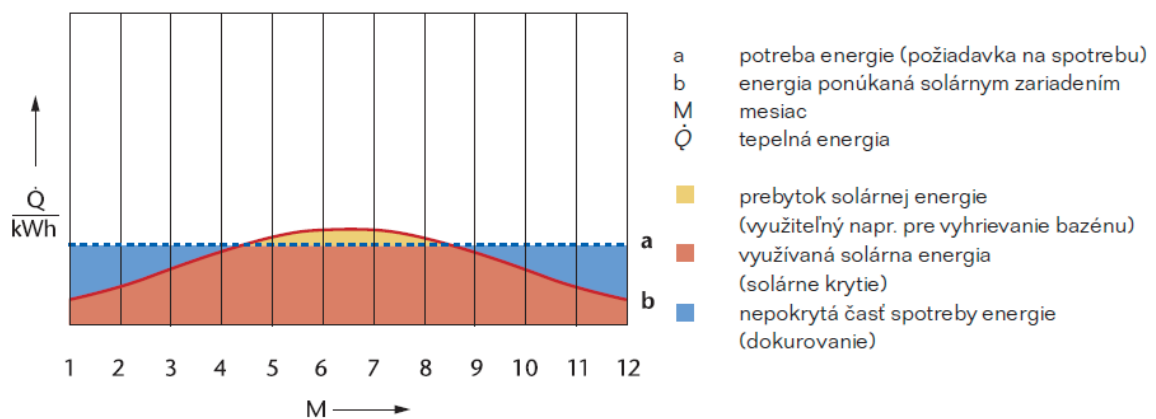 Q̇
kWh
a
b
1 2 3 4 5 6 7 8 9 10 11 12
M
a potreba energie (požiadavka na spotrebu)
b energia ponúkaná solárnym zariadením
M mesiac
Q̇ tepelná energia
prebytok solárnej energie
(využiteľný napr. pre vyhrievanie bazénu)
využívaná solárna energia
(solárne krytie)
nepokrytá časť spotreby energie
(dokurovanie)